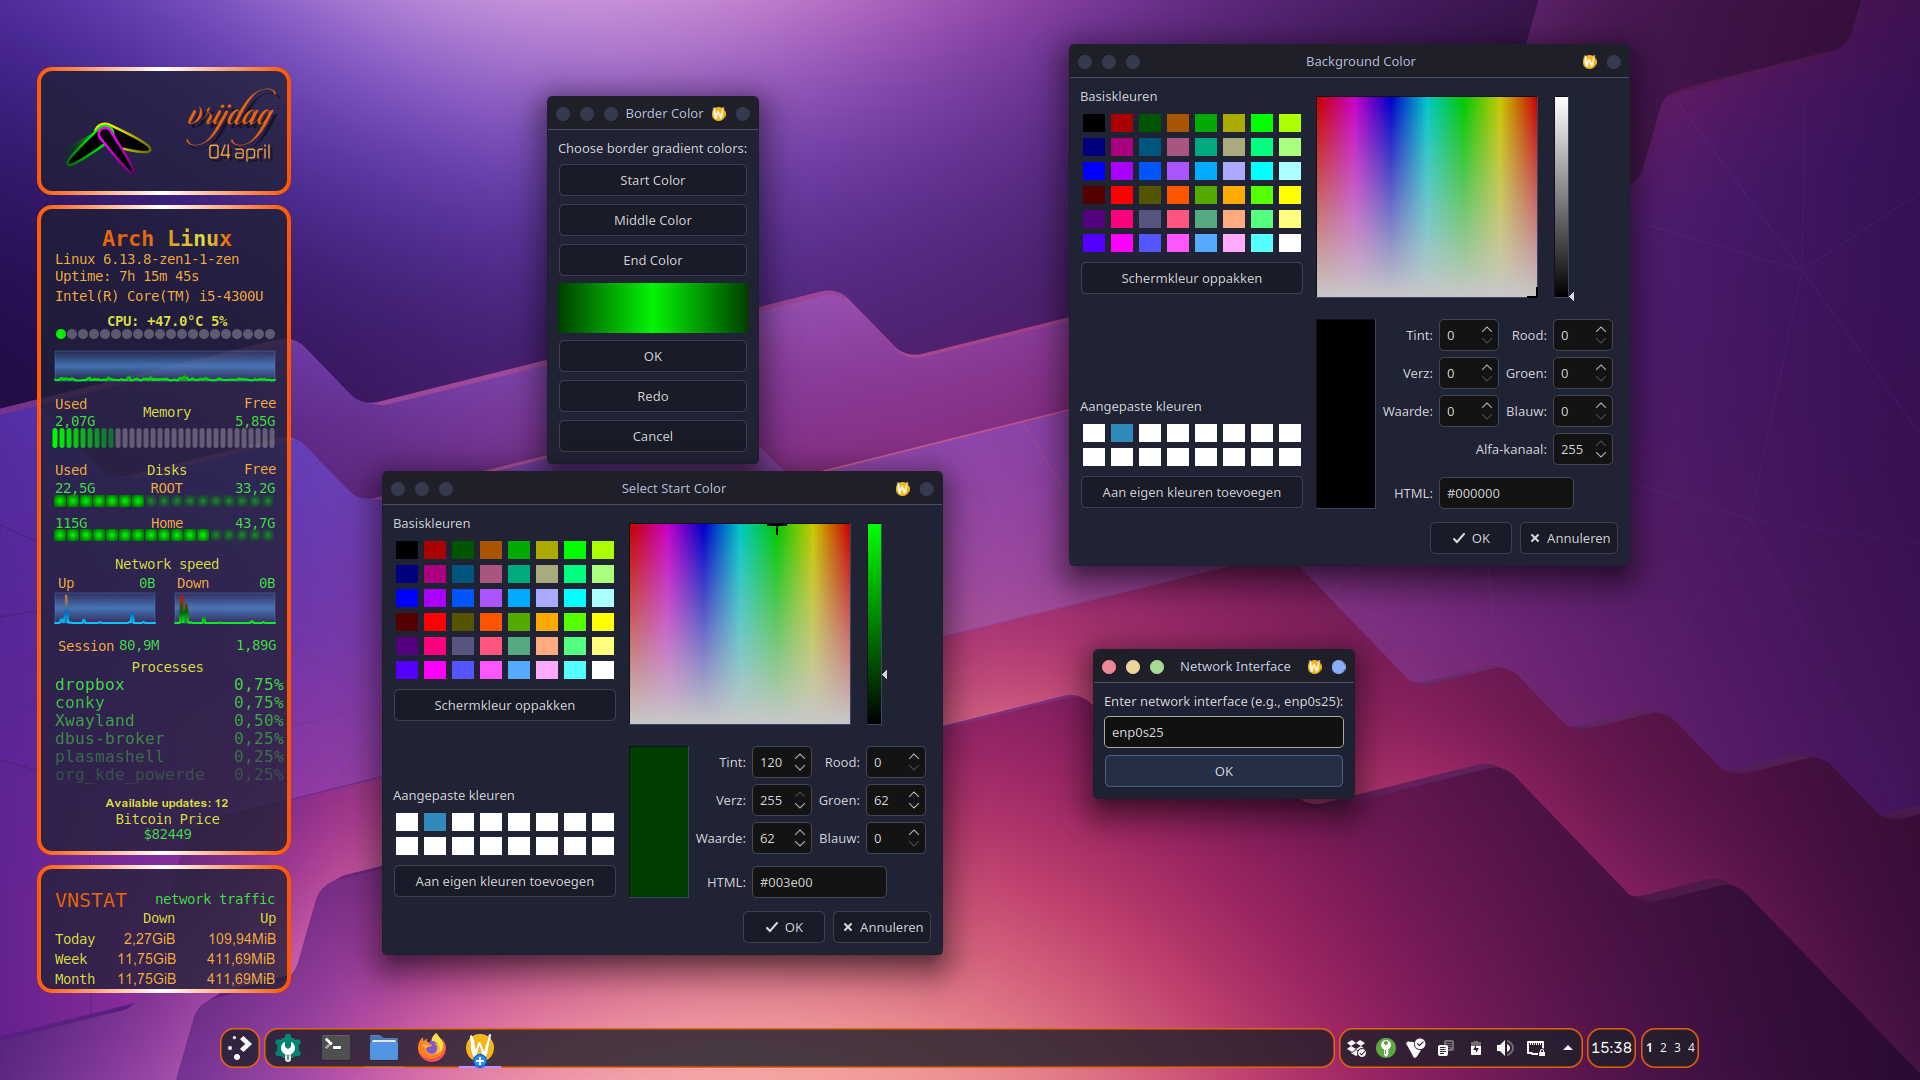 vrijdag
04 april
Arch Linux
Linux 6.13.8-zen1-1-zen
Uptime: 7h 15m 45s
Intel(R) Core(TM) i5-4300U
CPU: +47.0°C 5%
Used Memory Free
2,07G 5,85G
Used Disks Free
22,5G ROOT 33,2G
115G Home 43,7G
Network speed
Up 0B Down 0B
Session 80,9M 1,89G
Processes
dropbox 0,75%
conky 0,75%
Xwayland 0,50%
dbus-broker 0,25%
plasmashell 0,25%
org_kde_powerde 0,25%
Available updates: 12
Bitcoin Price
$82449
VNSTAT network traffic
Down Up
Today 2,27GiB 109,94MiB
Week 11,75GiB 411,69MiB
Month 11,75GiB 411,69MiB
Border Color
Choose border gradient colors:
Start Color
Middle Color
End Color
OK
Redo
Cancel
Select Start Color
Basiskleuren
Schermkleur oppakken
Aangepaste kleuren
Aan eigen kleuren toevoegen
Tint: 120 Rood: 0
Verz: 255 Groen: 62
Waarde: 62 Blauw: 0
HTML: #003e00
OK Annuleren
Background Color
Basiskleuren
Schermkleur oppakken
Aangepaste kleuren
Aan eigen kleuren toevoegen
Tint: 0 Rood: 0
Verz: 0 Groen: 0
Waarde: 0 Blauw: 0
Alfa-kanaal: 255
HTML: #000000
OK Annuleren
Network Interface
Enter network interface (e.g., enp0s25):
enp0s25
OK
15:38
1 2 3 4